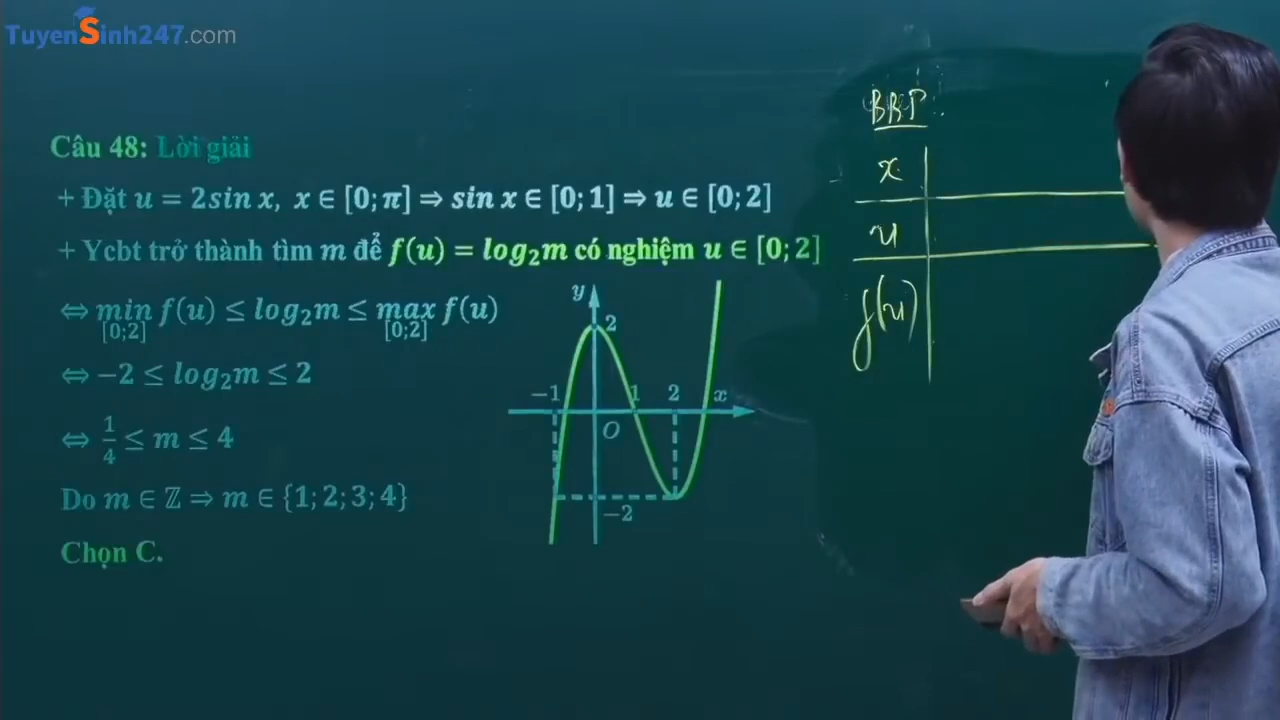 TuyenSinh247.com
Câu 48: Lời giải
+ Đặt u = 2sin x, x ∈ [0; π] ⇒ sin x ∈ [0; 1] ⇒ u ∈ [0; 2]
+ Ycbt trở thành tìm m để f(u) = log₂m có nghiệm u ∈ [0; 2]
⇔ min f(u) ≤ log₂m ≤ max f(u)
[0;2] [0;2]
⇔ −2 ≤ log₂m ≤ 2
⇔ 1/4 ≤ m ≤ 4
Do m ∈ ℤ ⇒ m ∈ {1; 2; 3; 4}
Chọn C.
y
2
−1 1 2 x
O
−2
BBT:
x
u
f(u)